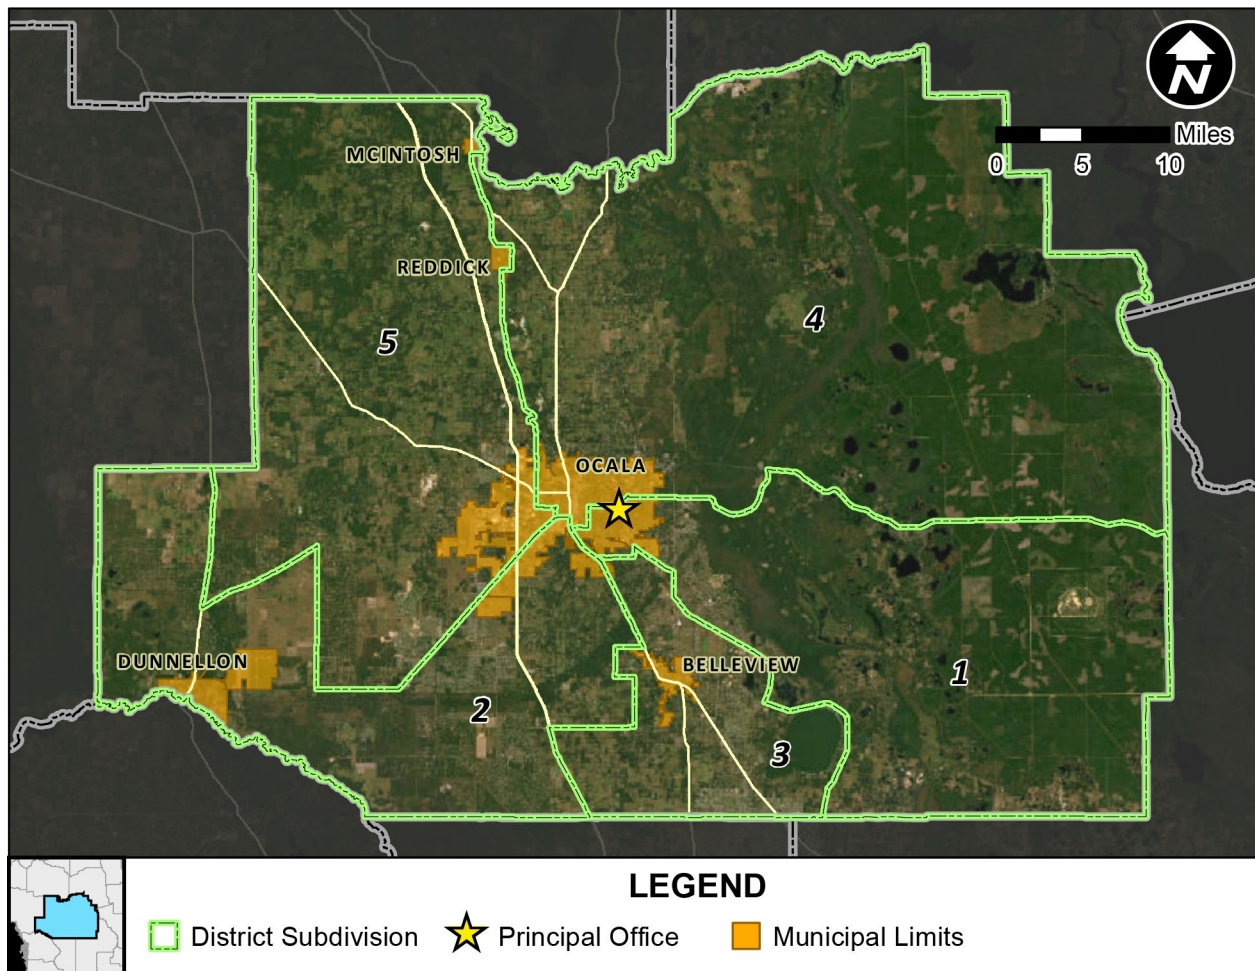 N
Miles
0 5 10
MCINTOSH
REDDICK
4
5
OCALA
DUNNELLON
BELLEVIEW
1
2
3
LEGEND
District Subdivision Principal Office Municipal Limits